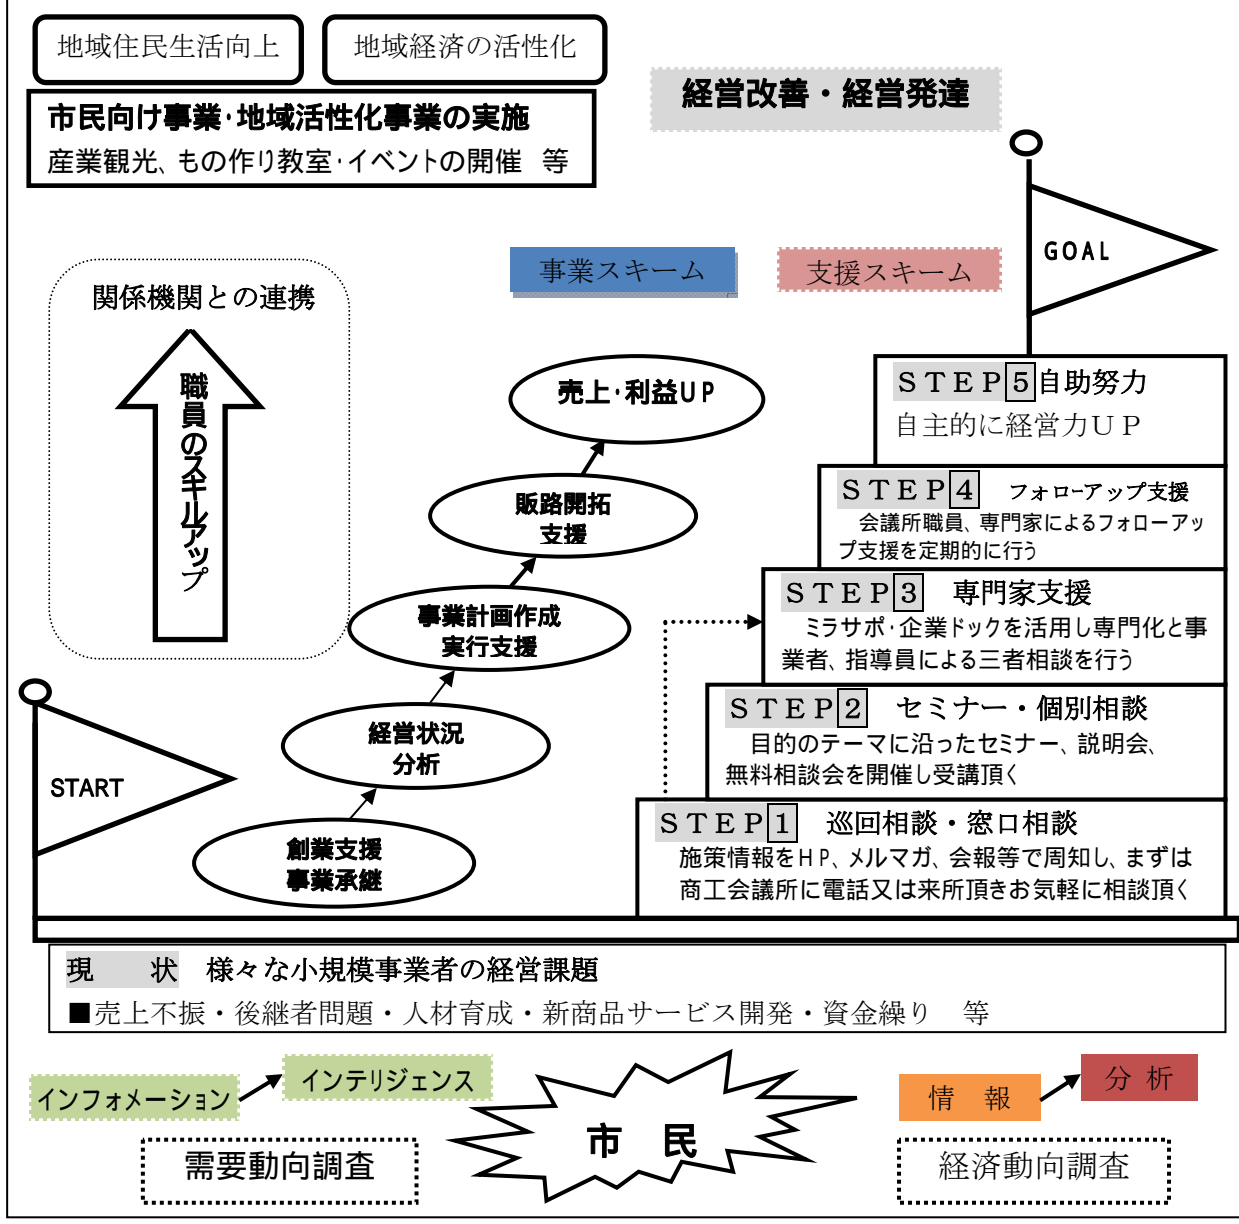 地域住民生活向上
地域経済の活性化
市民向け事業･地域活性化事業の実施
産業観光、もの作り教室･イベントの開催　等
経営改善・経営発達
GOAL
事業スキーム
支援スキーム
関係機関との連携
職員のスキルアップ
売上･利益UP
販路開拓
支援
事業計画作成
実行支援
経営状況
分析
創業支援
事業承継
START
ＳＴＥＰ5自助努力
自主的に経営力ＵＰ
ＳＴＥＰ4　フォローアップ支援
会議所職員、専門家によるフォローアッ
プ支援を定期的に行う
ＳＴＥＰ3　専門家支援
ミラサポ･企業ドックを活用し専門化と事
業者、指導員による三者相談を行う
ＳＴＥＰ2　セミナー・個別相談
目的のテーマに沿ったセミナー、説明会、
無料相談会を開催し受講頂く
ＳＴＥＰ1　巡回相談・窓口相談
施策情報をＨＰ、メルマガ、会報等で周知し、まずは
商工会議所に電話又は来所頂きお気軽に相談頂く
現　　状　様々な小規模事業者の経営課題
■売上不振・後継者問題・人材育成・新商品サービス開発・資金繰り　等
インフォメーション
インテリジェンス
需要動向調査
市　民
情　報
分 析
経済動向調査